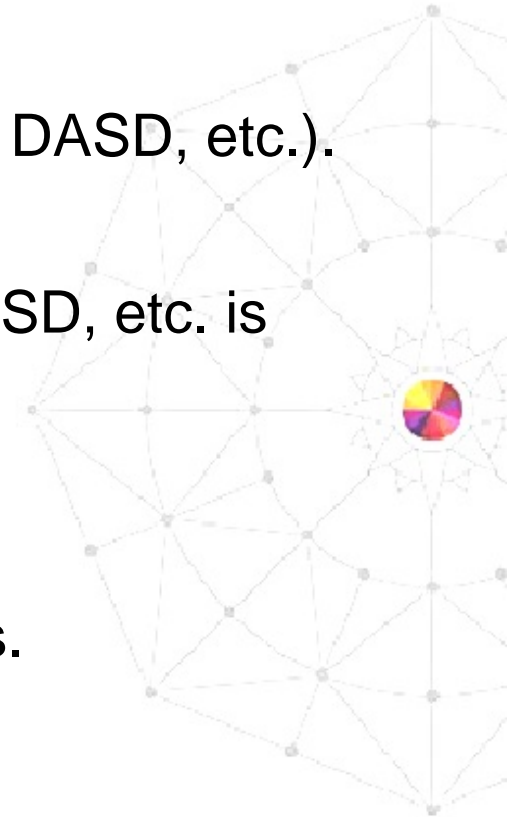 DASD, etc.).
SD, etc. is
s.